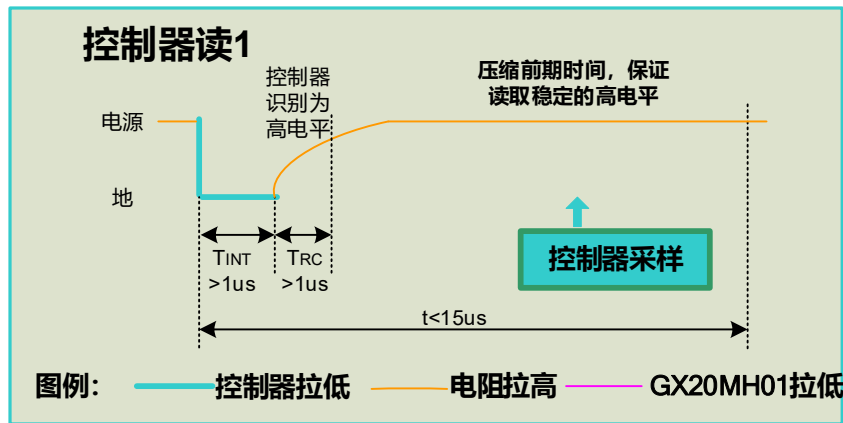 控制器读1
控制器
识别为
高电平
压缩前期时间，保证
读取稳定的高电平
电源
地
TINT
>1us
TRC
>1us
控制器采样
t<15us
图例： 控制器拉低 电阻拉高 GX20MH01拉低